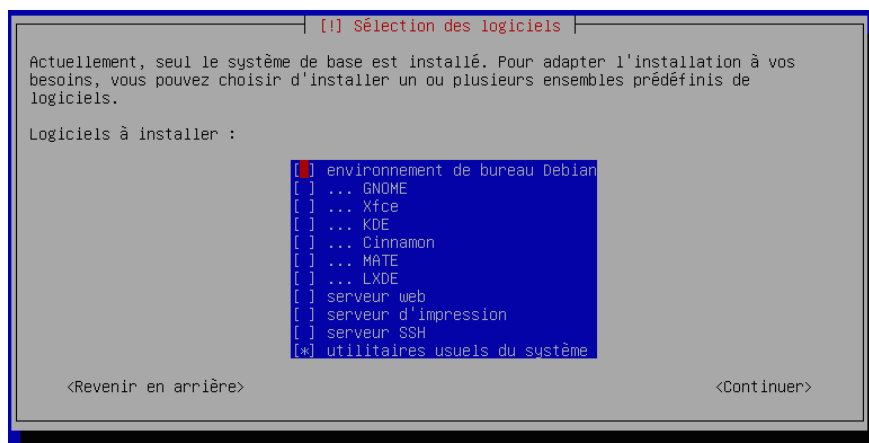 [!] Sélection des logiciels
Actuellement, seul le système de base est installé. Pour adapter l'installation à vos
besoins, vous pouvez choisir d'installer un ou plusieurs ensembles prédéfinis de
logiciels.
Logiciels à installer :
[ ] environnement de bureau Debian
[ ] ... GNOME
[ ] ... Xfce
[ ] ... KDE
[ ] ... Cinnamon
[ ] ... MATE
[ ] ... LXDE
[ ] serveur web
[ ] serveur d'impression
[ ] serveur SSH
[*] utilitaires usuels du système
<Revenir en arrière> <Continuer>